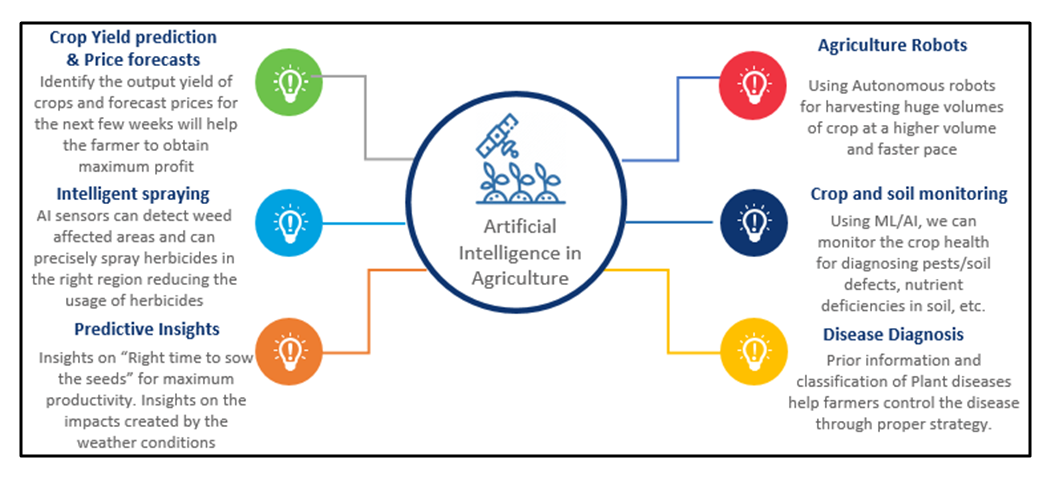 Crop Yield prediction
& Price forecasts
Identify the output yield of
crops and forecast prices for
the next few weeks will help
the farmer to obtain
maximum profit
Intelligent spraying
AI sensors can detect weed
affected areas and can
precisely spray herbicides in
the right region reducing the
usage of herbicides
Predictive Insights
Insights on “Right time to sow
the seeds” for maximum
productivity. Insights on the
impacts created by the
weather conditions
Artificial
Intelligence in
Agriculture
Agriculture Robots
Using Autonomous robots
for harvesting huge volumes
of crop at a higher volume
and faster pace
Crop and soil monitoring
Using ML/AI, we can
monitor the crop health
for diagnosing pests/soil
defects, nutrient
deficiencies in soil, etc.
Disease Diagnosis
Prior information and
classification of Plant diseases
help farmers control the disease
through proper strategy.